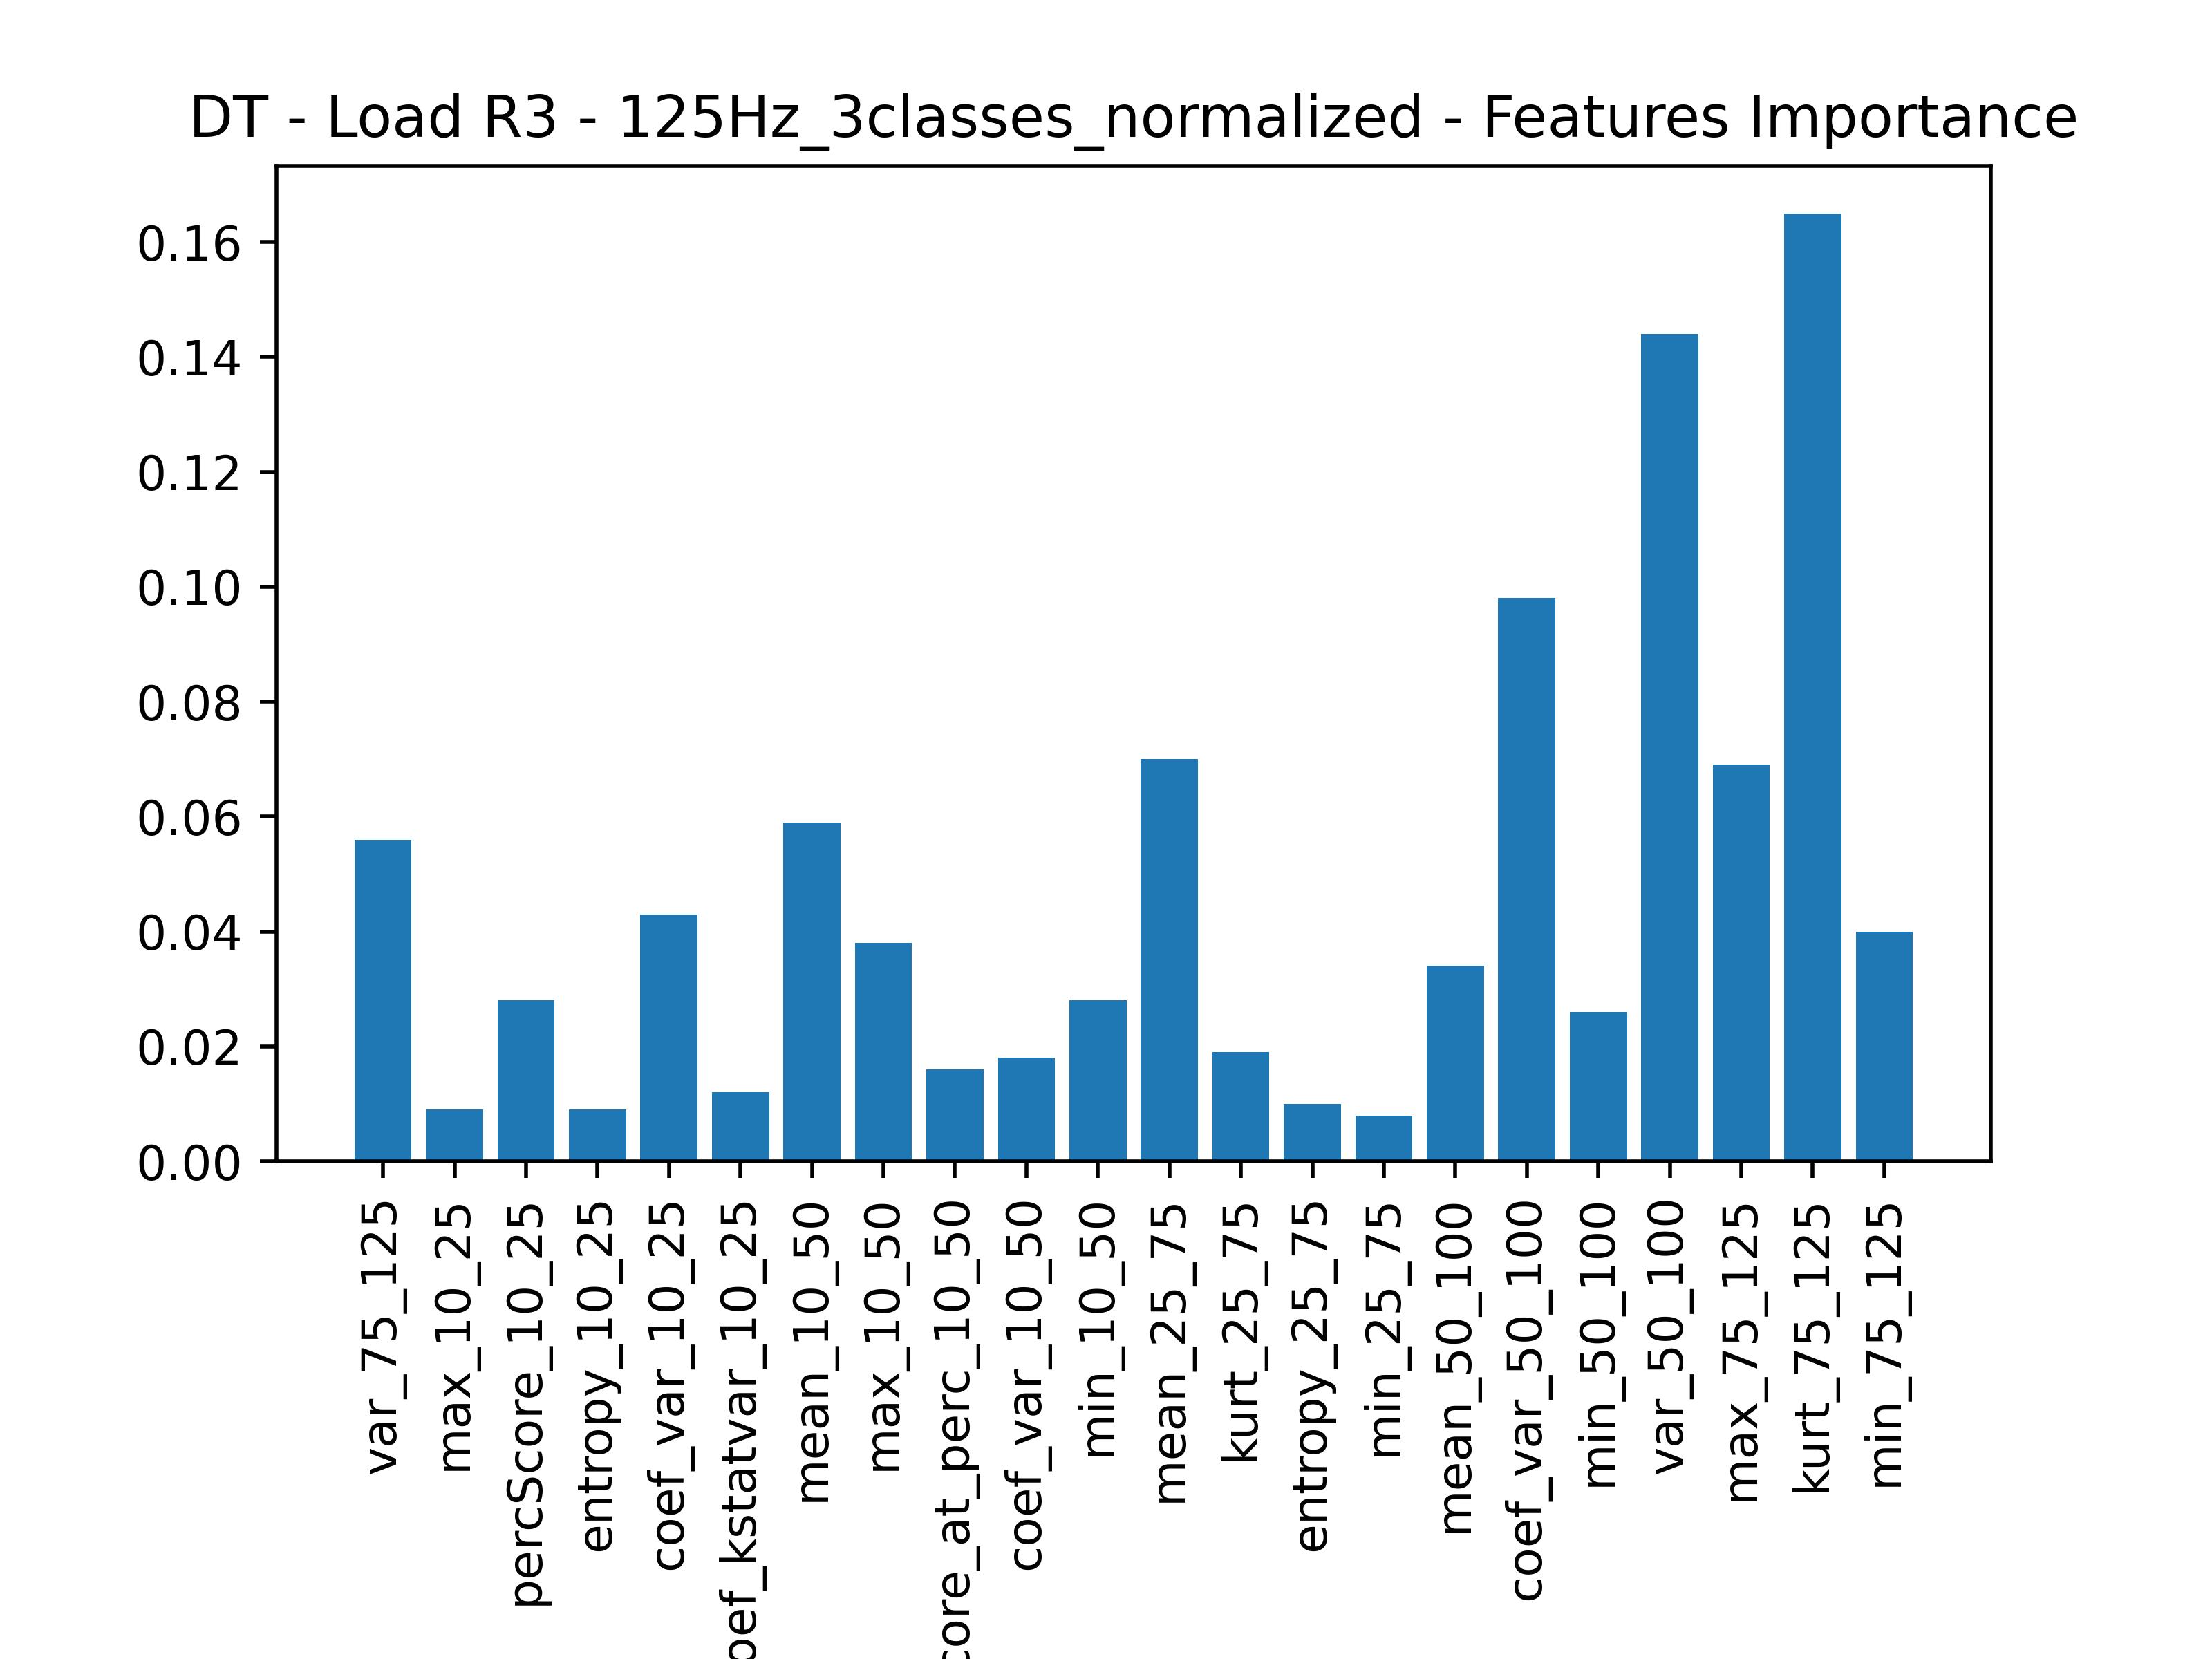 DT - Load R3 - 125Hz_3classes_normalized - Features Importance
0.16
0.14
0.12
0.10
0.08
0.06
0.04
0.02
0.00
var_75_125
max_10_25
percScore_10_25
entropy_10_25
coef_var_10_25
oef_kstatvar_10_25
mean_10_50
max_10_50
core_at_perc_10_50
coef_var_10_50
min_10_50
mean_25_75
kurt_25_75
entropy_25_75
min_25_75
mean_50_100
coef_var_50_100
min_50_100
var_50_100
max_75_125
kurt_75_125
min_75_125